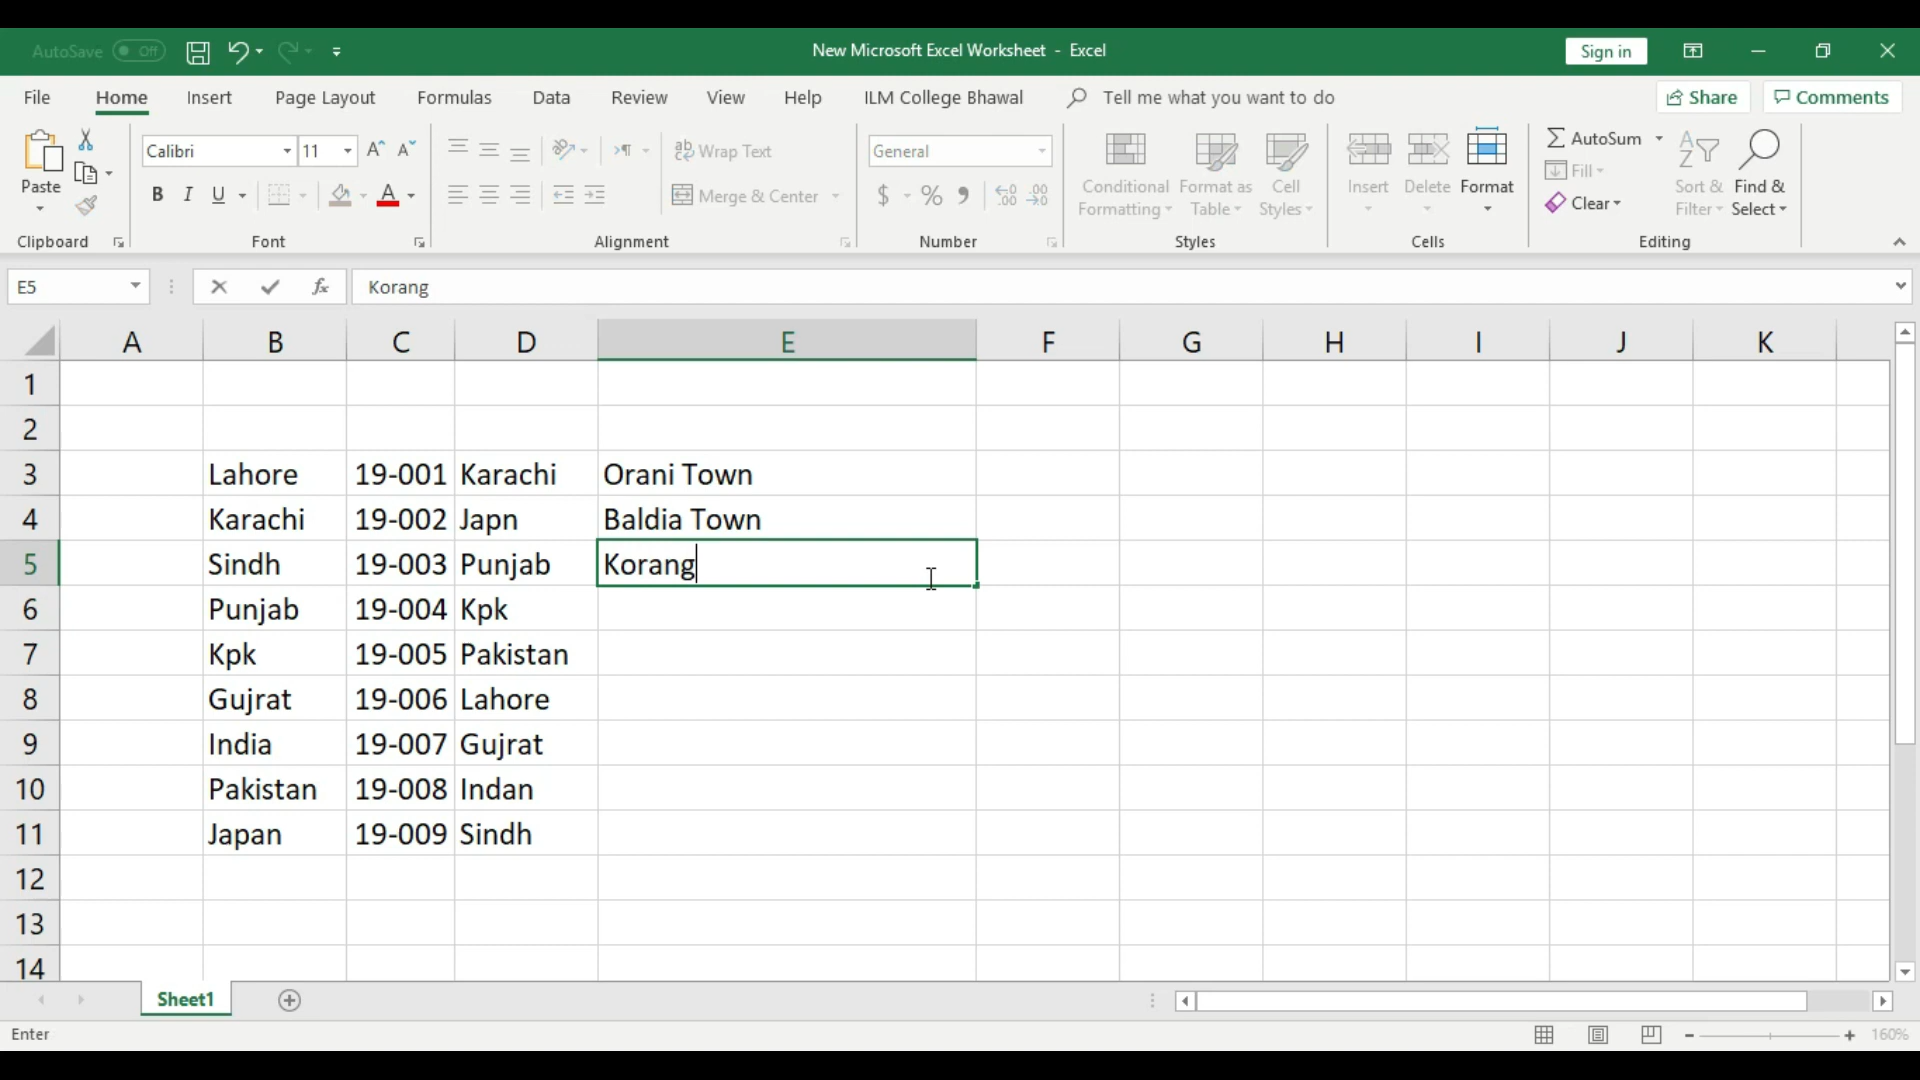 AutoSave Off New Microsoft Excel Worksheet - Excel Sign in
File Home Insert Page Layout Formulas Data Review View Help ILM College Bhawal Tell me what you want to do Share Comments
Calibri 11 ab Wrap Text General AutoSum
Paste Fill
B I U A Merge & Center $ % Conditional Formatting Format as Table Cell Styles Insert Delete Format Clear Sort & Filter Find & Select
Clipboard Font Alignment Number Styles Cells Editing
E5 fx Korang
A B C D E F G H I J K
1
2
3 Lahore 19-001 Karachi Orani Town
4 Karachi 19-002 Japn Baldia Town
5 Sindh 19-003 Punjab Korang
6 Punjab 19-004 Kpk
7 Kpk 19-005 Pakistan
8 Gujrat 19-006 Lahore
9 India 19-007 Gujrat
10 Pakistan 19-008 Indan
11 Japan 19-009 Sindh
12
13
14
Sheet1
Enter 160%